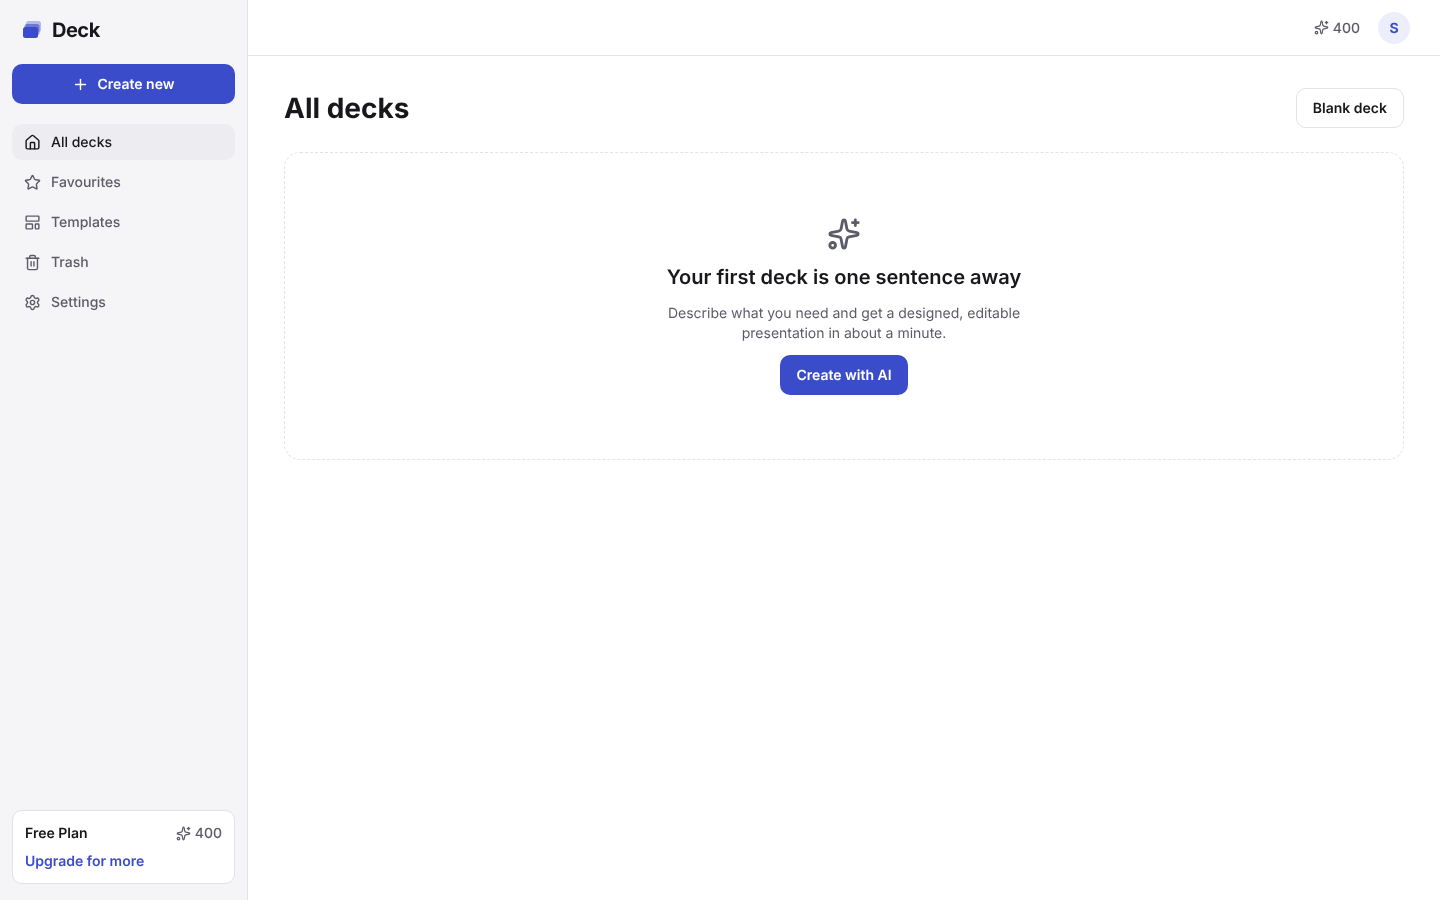 Deck
Create new
All decks
Favourites
Templates
Trash
Settings
Free Plan 400
Upgrade for more
400 S
All decks
Blank deck
Your first deck is one sentence away
Describe what you need and get a designed, editable
presentation in about a minute.
Create with AI